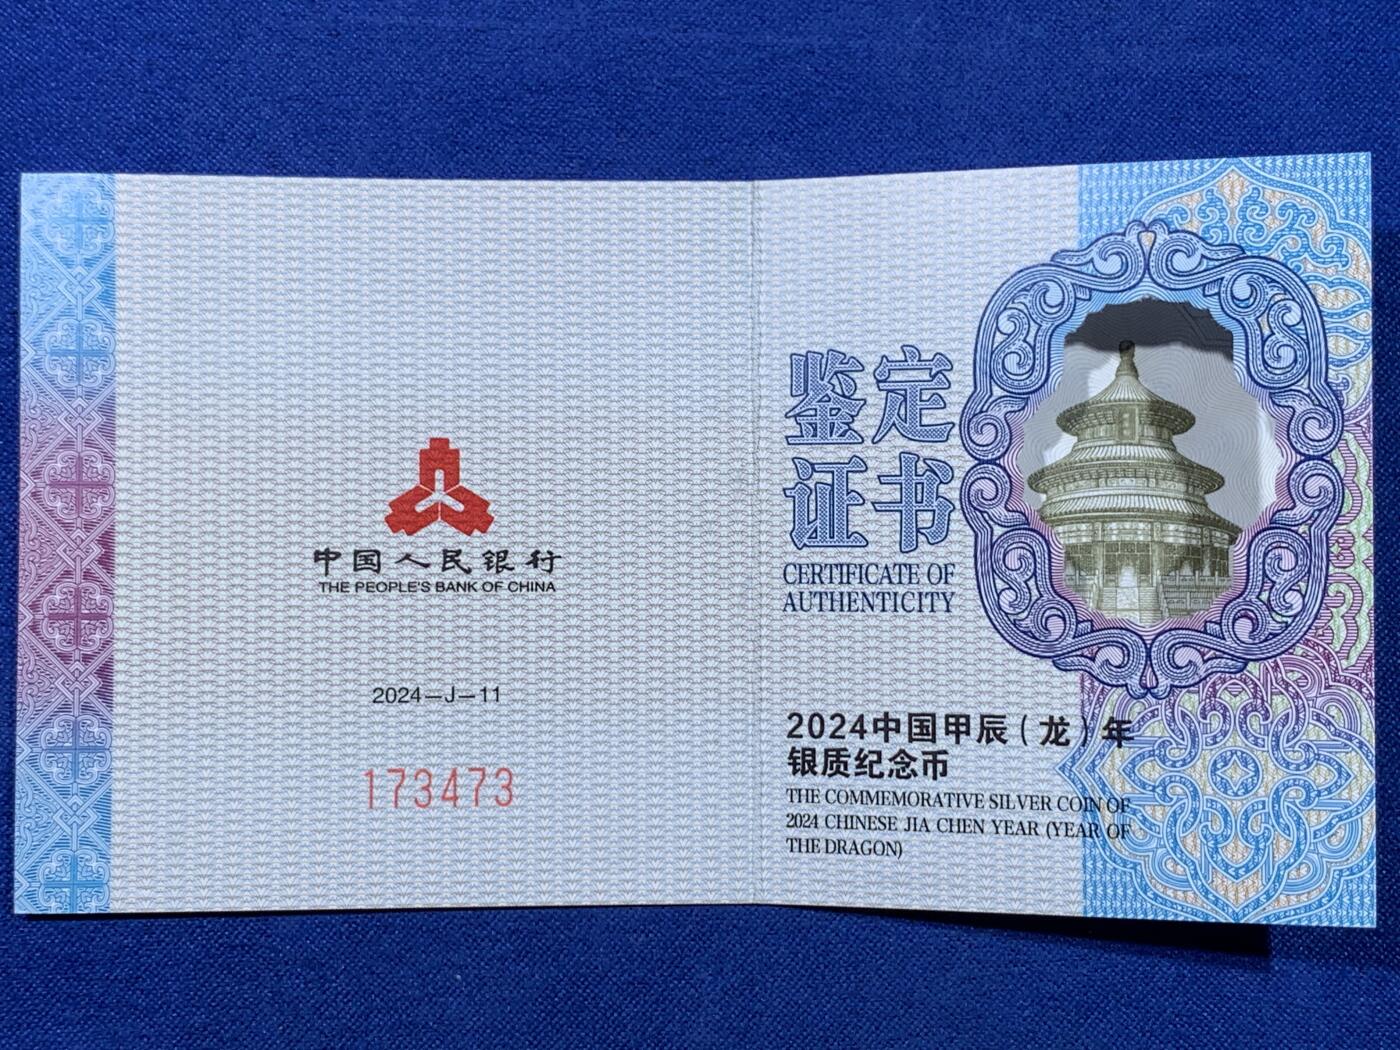 中国人民银行
THE PEOPLE'S BANK OF CHINA
2024—J—11
173473
鉴定
证书
CERTIFICATE OF
AUTHENTICITY
2024中国甲辰（龙）年
银质纪念币
THE COMMEMORATIVE SILVER COIN OF
2024 CHINESE JIA CHEN YEAR (YEAR OF
THE DRAGON)